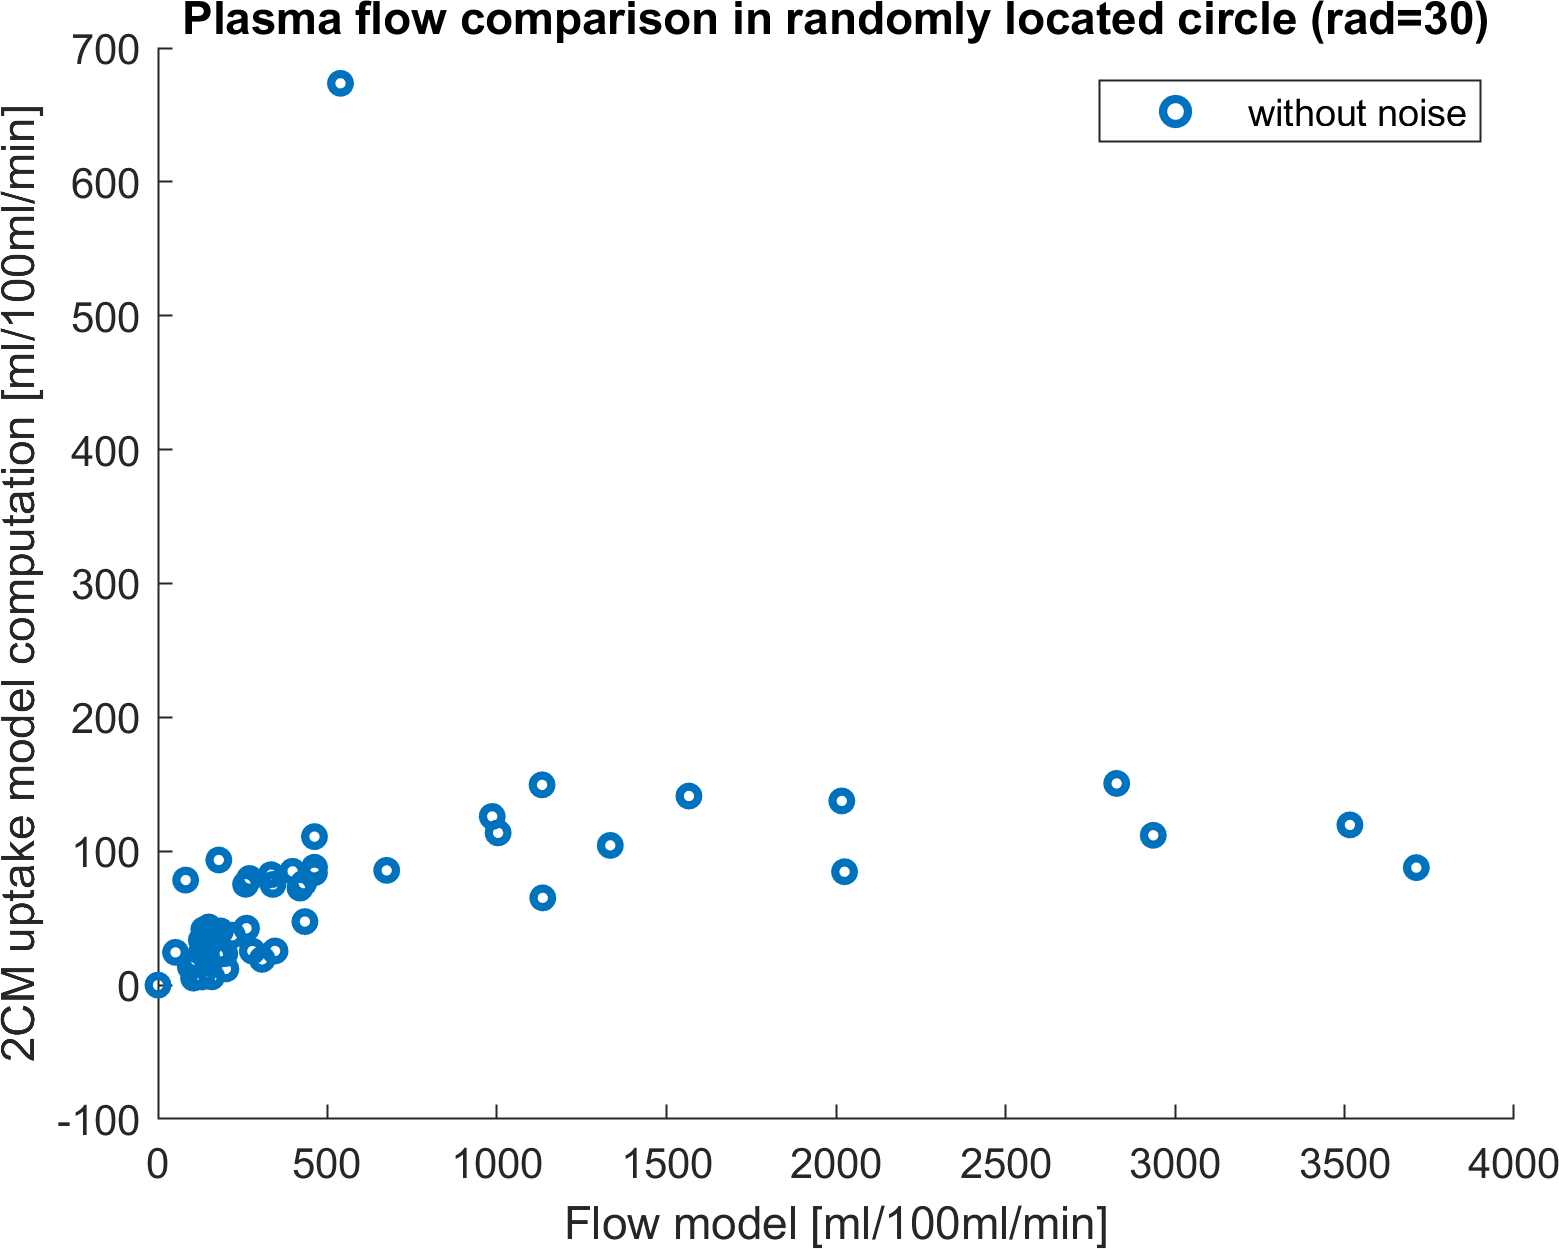 Plasma flow comparison in randomly located circle (rad=30)
without noise
2CM uptake model computation [ml/100ml/min]
700
600
500
400
300
200
100
0
-100
0 500 1000 1500 2000 2500 3000 3500 4000
Flow model [ml/100ml/min]